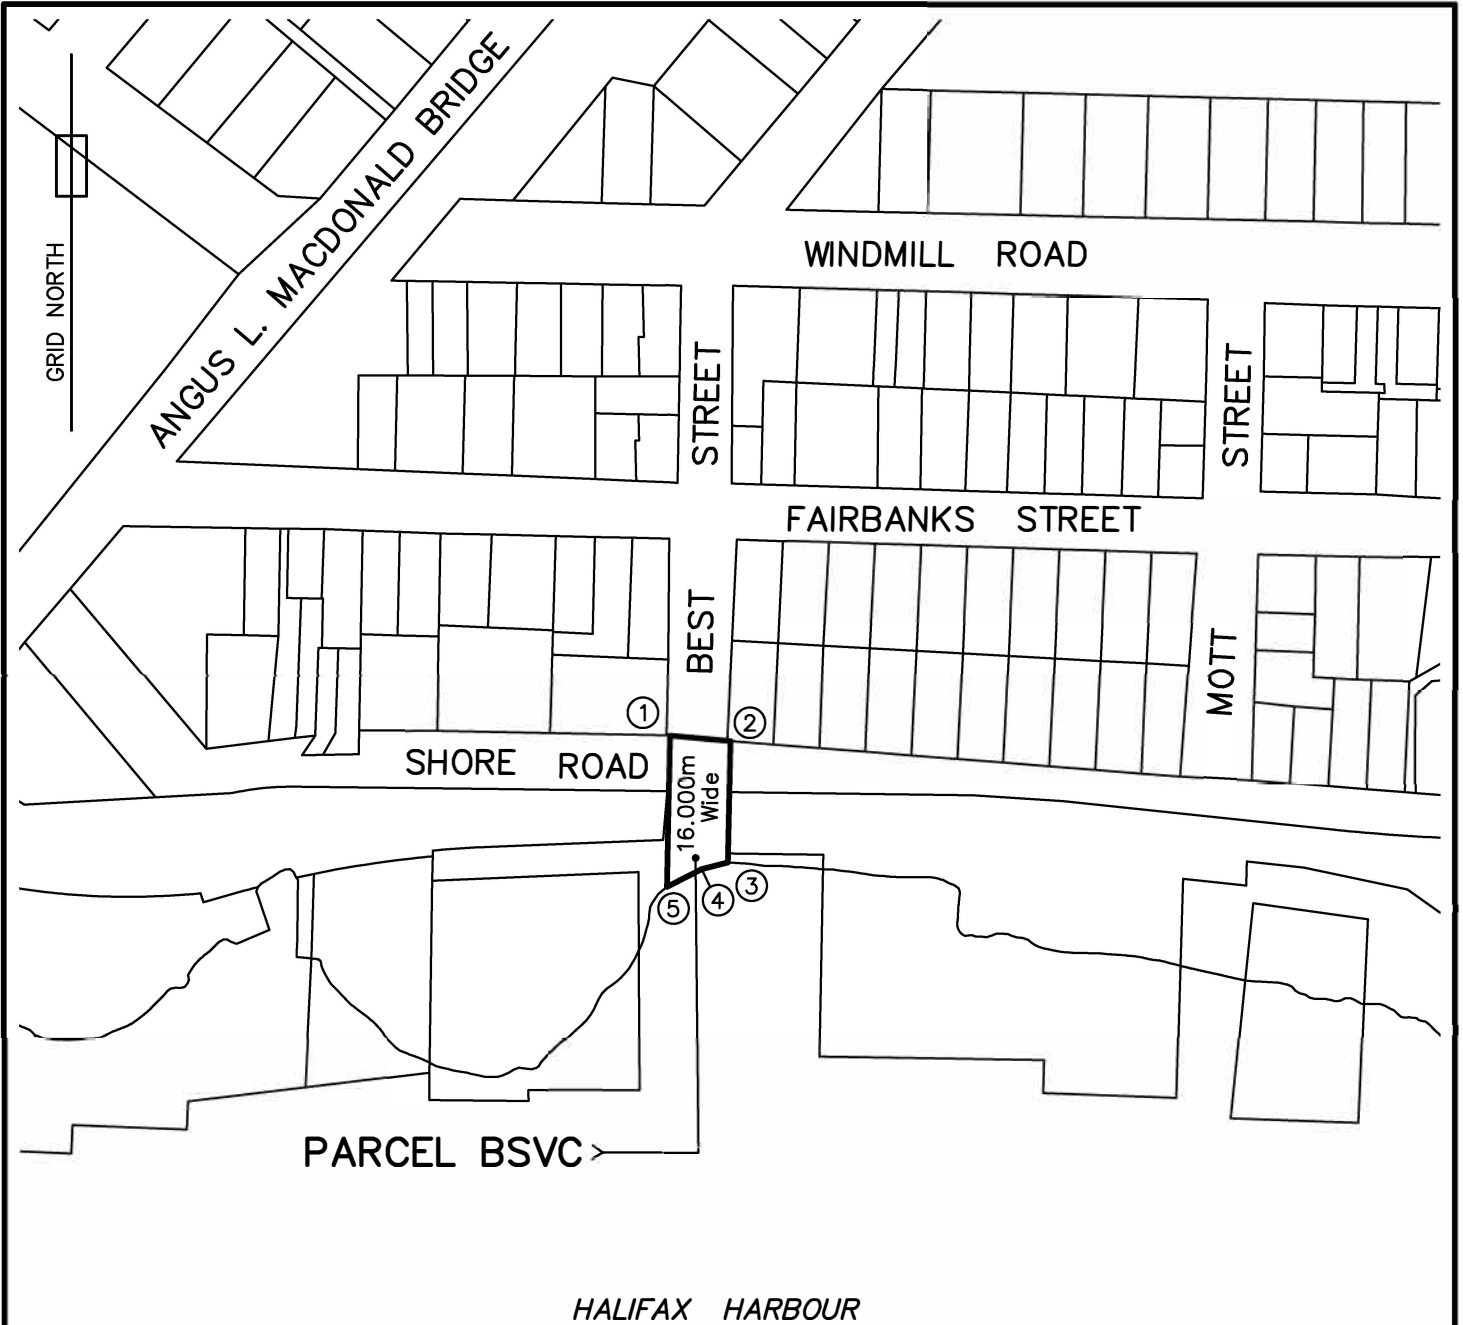 ANGUS L. MACDONALD BRIDGE
GRID NORTH
WINDMILL ROAD
STREET
STREET
FAIRBANKS STREET
BEST
MOTT
1
2
SHORE ROAD
16.000m
Wide
3
4
5
PARCEL BSVC
HALIFAX HARBOUR